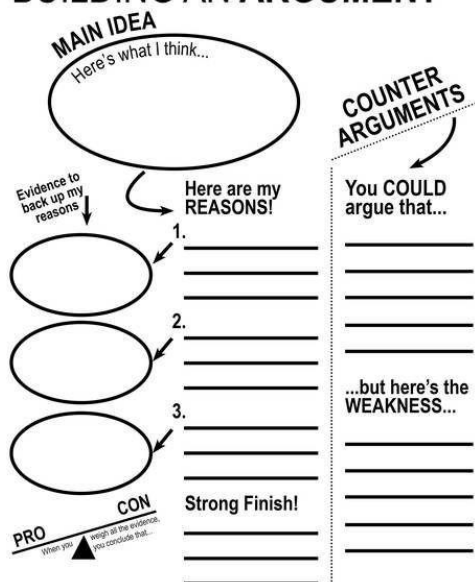 BUILDING AN ARGUMENT
MAIN IDEA
Here's what I think...
COUNTER
ARGUMENTS
Evidence to
back up my
reasons
Here are my
REASONS!
1.
2.
3.
You COULD
argue that...
...but here's the
WEAKNESS...
Strong Finish!
PRO
CON
When you weigh all the evidence,
you conclude that...